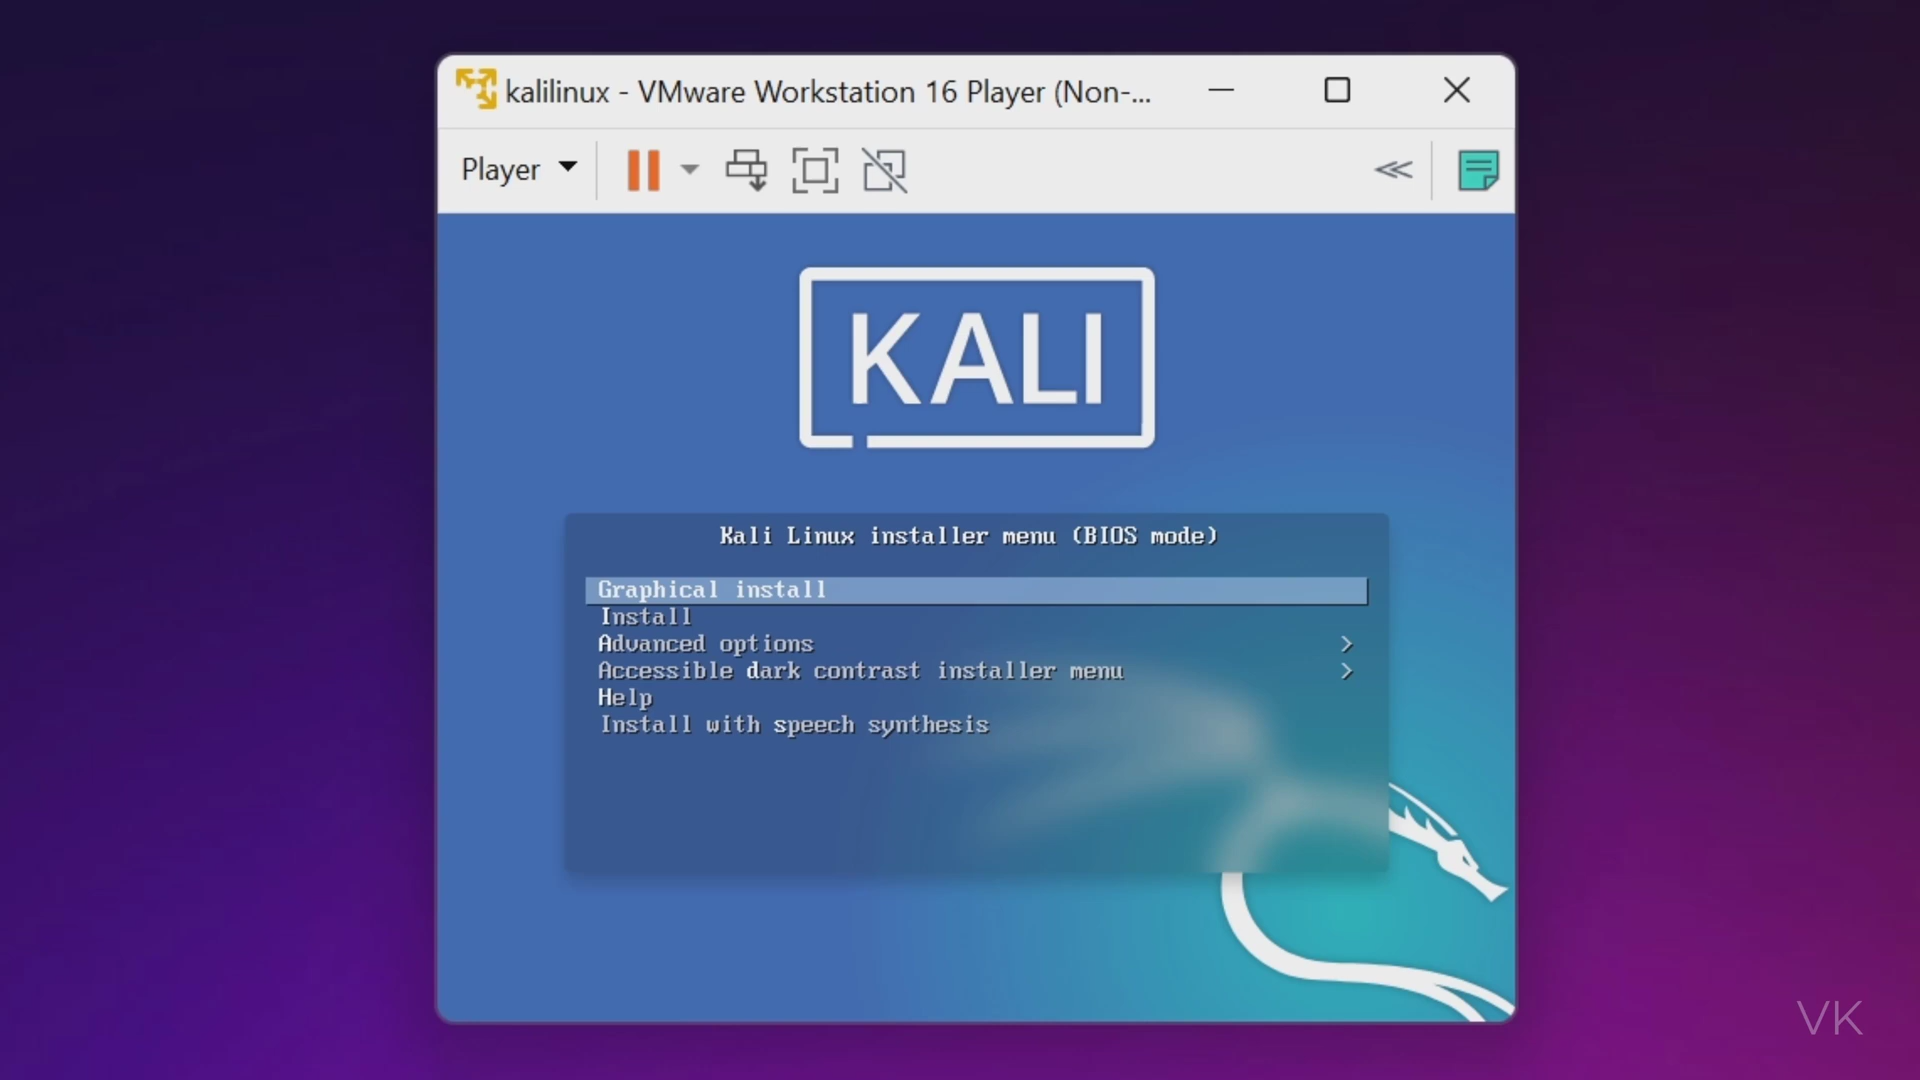 kalilinux - VMware Workstation 16 Player (Non-...
Player
KALI
Kali Linux installer menu (BIOS mode)
Graphical install
Install
Advanced options >
Accessible dark contrast installer menu >
Help
Install with speech synthesis
VK